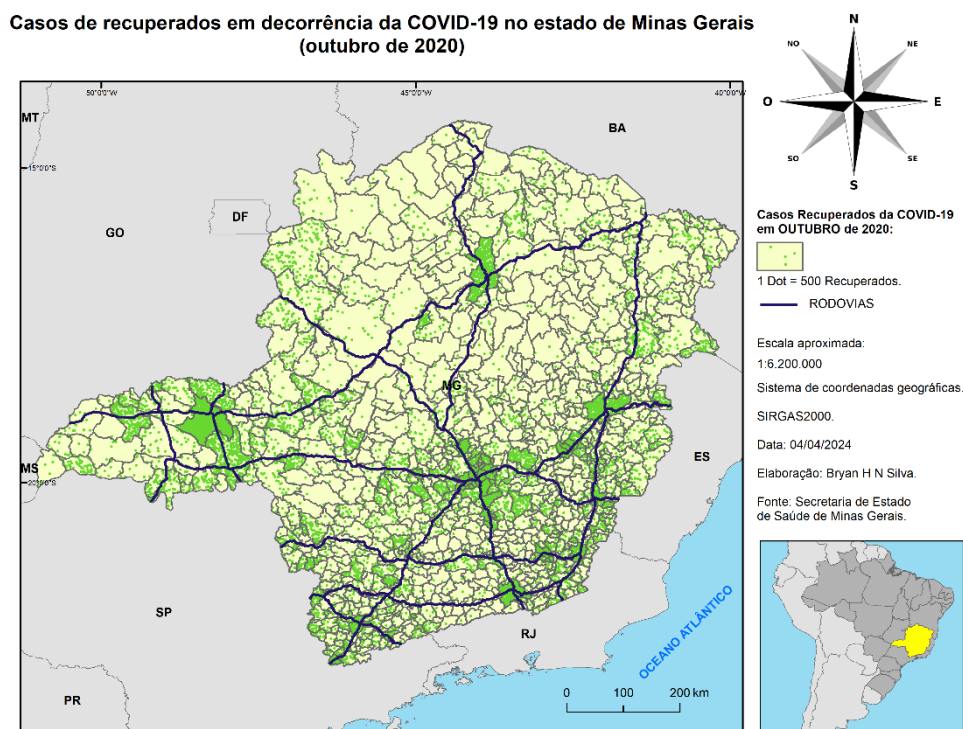 Casos de recuperados em decorrência da COVID-19 no estado de Minas Gerais
(outubro de 2020)
N
NO
NE
O
E
SO
SE
S
50°0'0"W
45°0'0"W
40°0'0"W
MT
BA
15°0'0"S
GO
DF
MG
MS
20°0'0"S
ES
SP
RJ
PR
OCEANO ATLÂNTICO
0 100 200 km
Casos Recuperados da COVID-19
em OUTUBRO de 2020:
1 Dot = 500 Recuperados.
RODOVIAS
Escala aproximada:
1:6.200.000
Sistema de coordenadas geográficas.
SIRGAS2000.
Data: 04/04/2024
Elaboração: Bryan H N Silva.
Fonte: Secretaria de Estado
de Saúde de Minas Gerais.